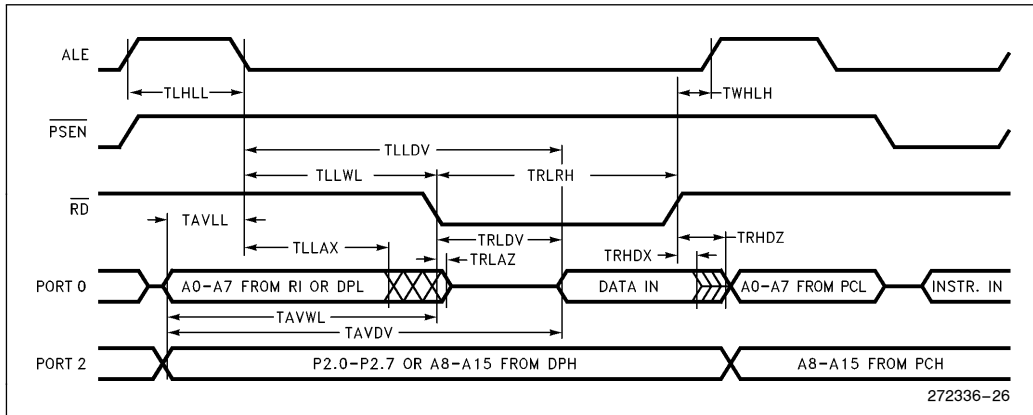 ALE
TLHLL
TWHLH
PSEN
TLLDV
TLLWL
TRLRH
RD
TAVLL
TLLAX
TRLDV
TRLAZ
TRHDX
TRHDZ
PORT 0
A0-A7 FROM RI OR DPL
DATA IN
A0-A7 FROM PCL
INSTR. IN
TAVWL
TAVDV
PORT 2
P2.0-P2.7 OR A8-A15 FROM DPH
A8-A15 FROM PCH
272336-26